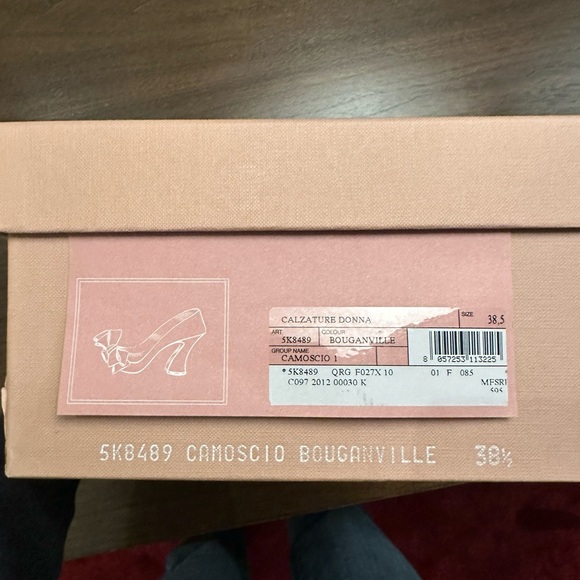 CALZATURE DONNA SIZE 38,5
ART. COLOUR
5K8489 BOUGANVILLE
GROUP NAME
CAMOSCIO 1 8 057253 113225
*5K8489 QRG F027X 10 01 F 085
C097 2012 00030 K
5K8489 CAMOSCIO BOUGANVILLE 38½